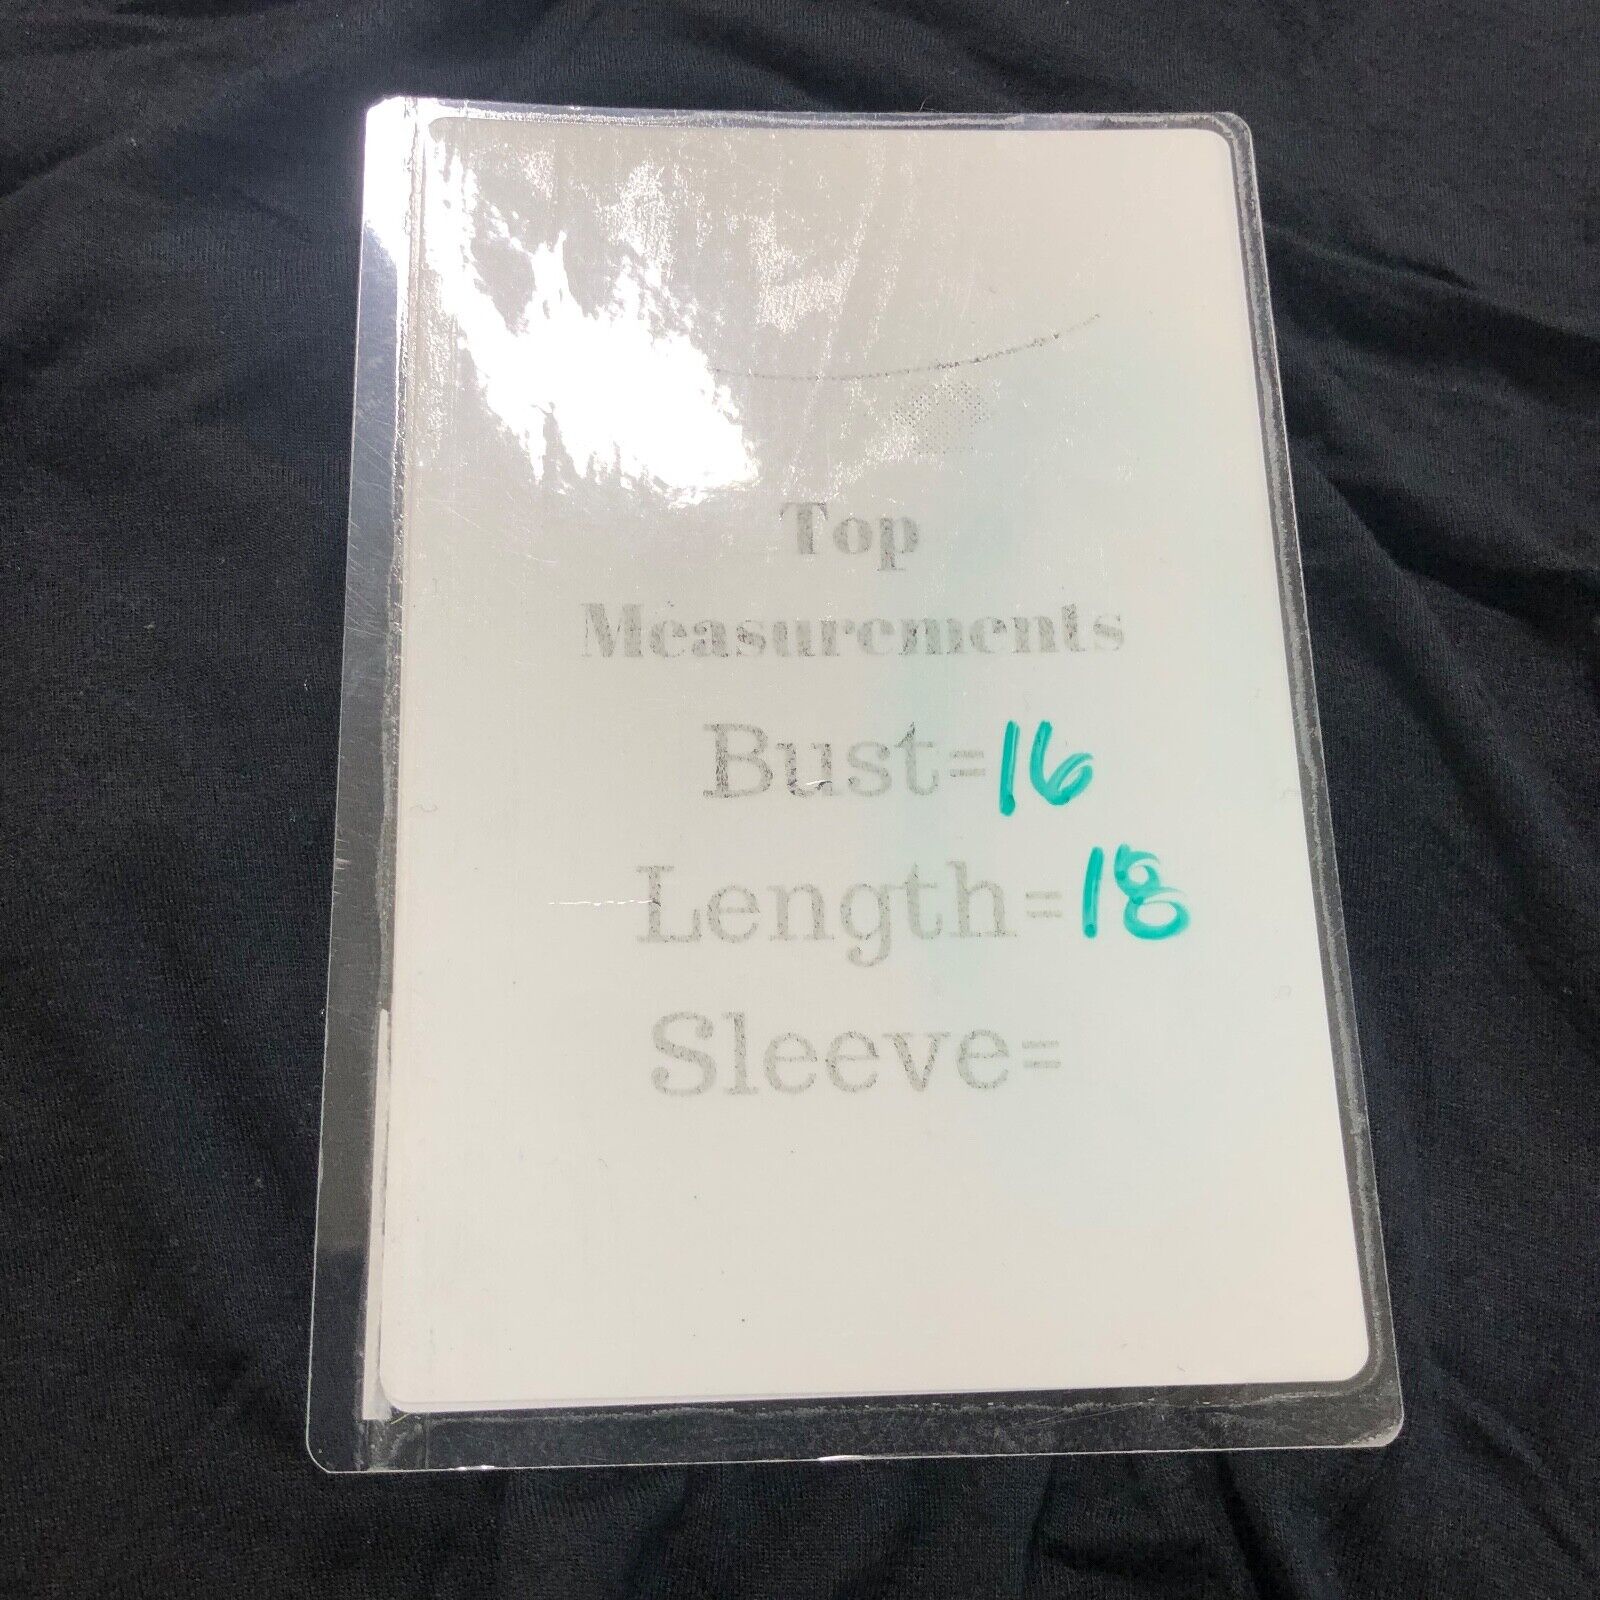 Top
Measurements
Bust=16
Length=18
Sleeve=